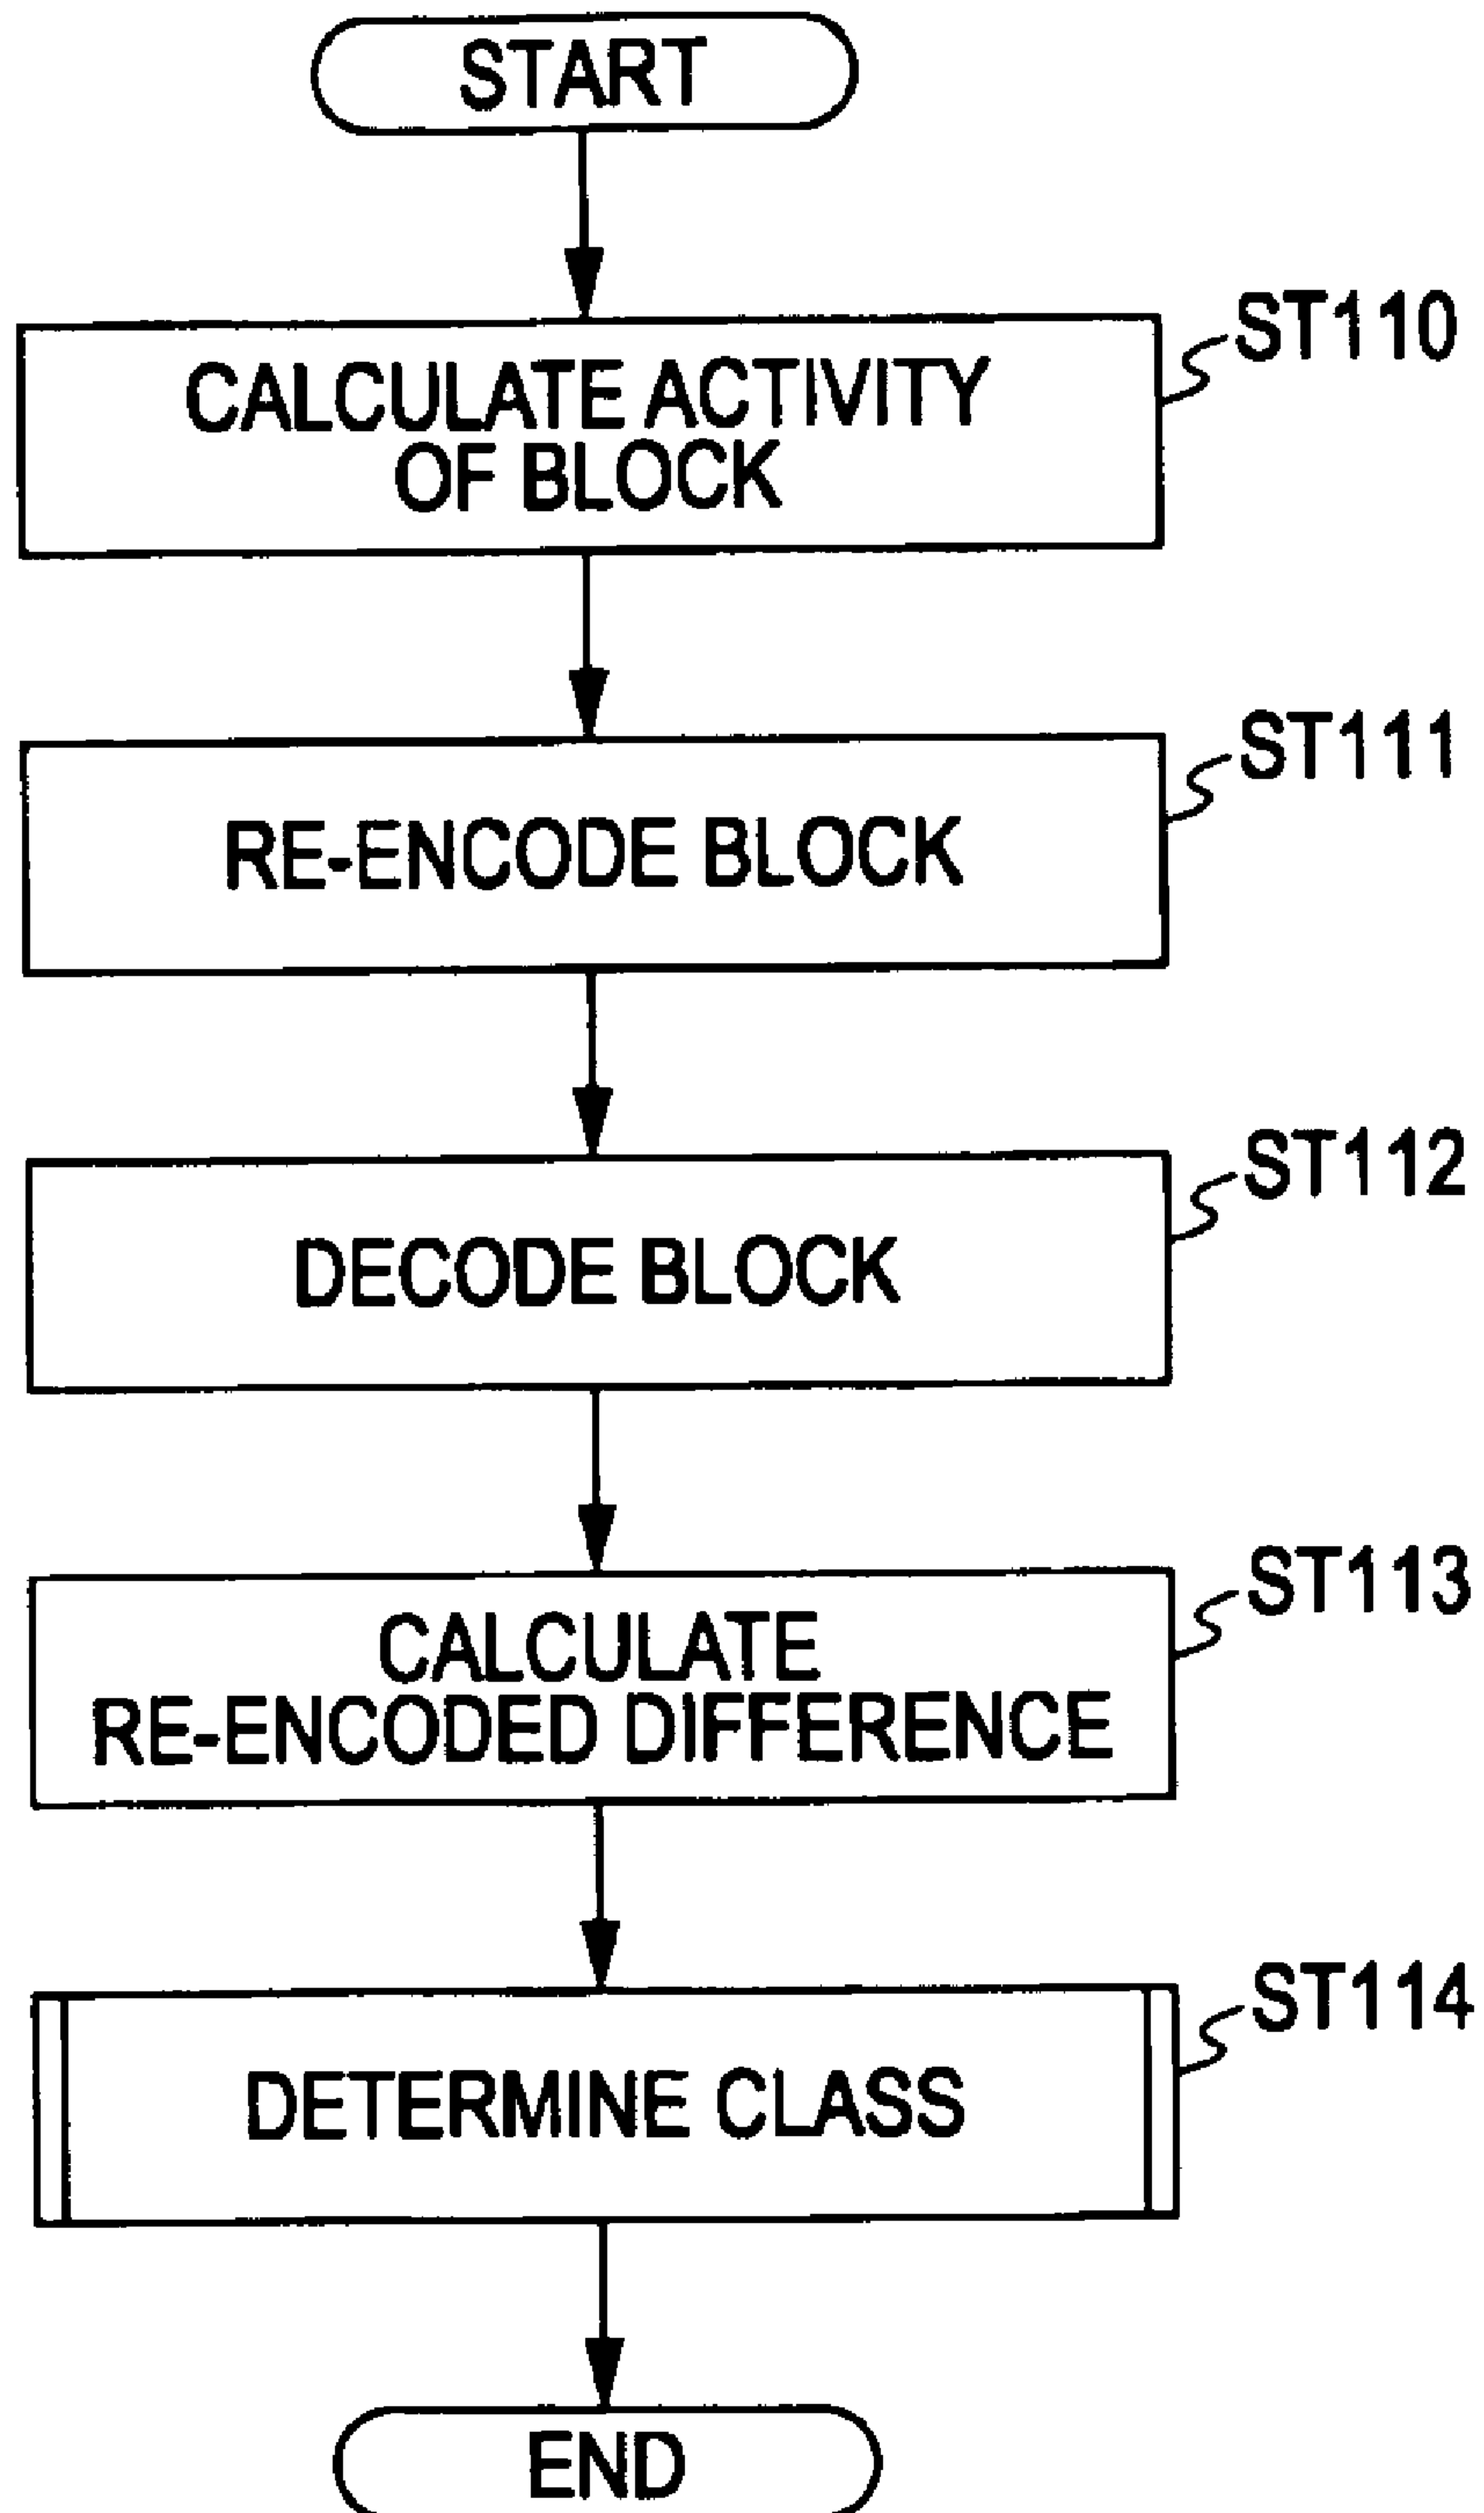 START
ST110
CALCULATE ACTIVITY
OF BLOCK
ST111
RE-ENCODE BLOCK
ST112
DECODE BLOCK
ST113
CALCULATE
RE-ENCODED DIFFERENCE
ST114
DETERMINE CLASS
END